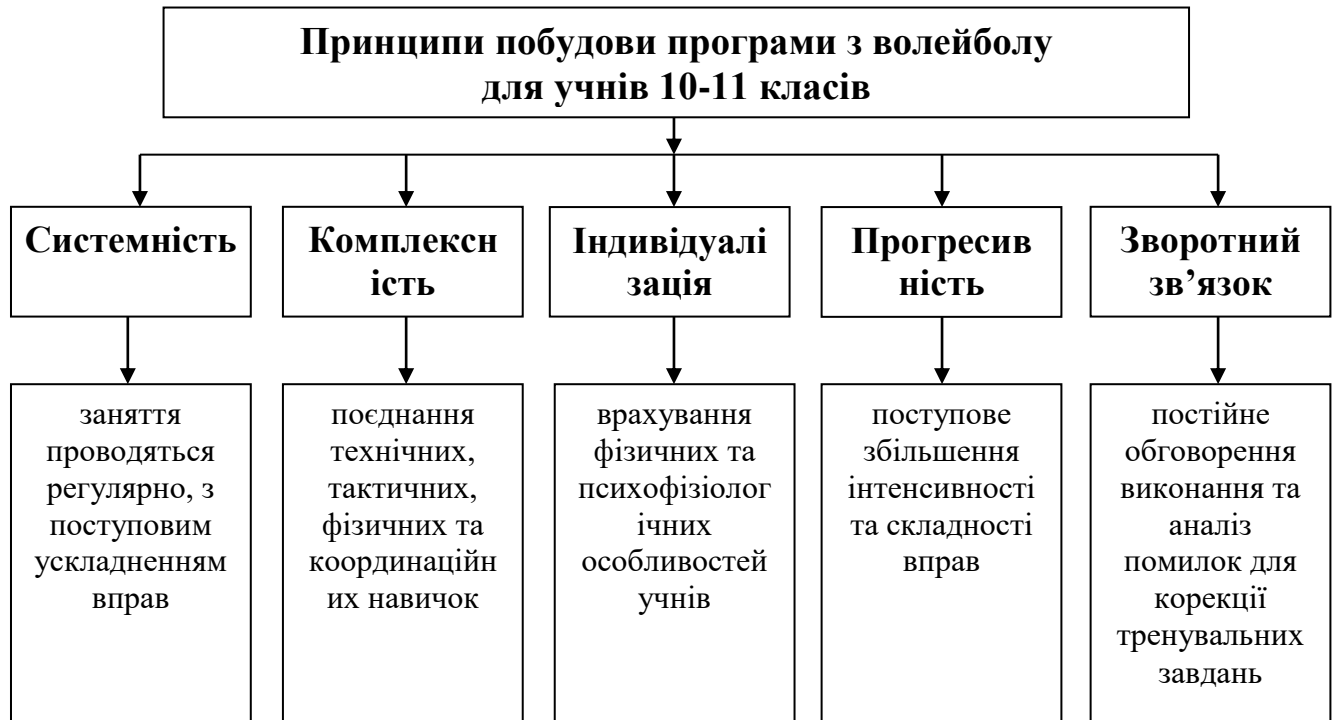 Принципи побудови програми з волейболу
для учнів 10-11 класів
Системність
Комплексн
ість
Індивідуалі
зація
Прогресив
ність
Зворотний
зв’язок
заняття
проводяться
регулярно, з
поступовим
ускладненням
вправ
поєднання
технічних,
тактичних,
фізичних та
координаційн
их навичок
врахування
фізичних та
психофізіолог
ічних
особливостей
учнів
поступове
збільшення
інтенсивності
та складності
вправ
постійне
обговорення
виконання та
аналіз
помилок для
корекції
тренувальних
завдань